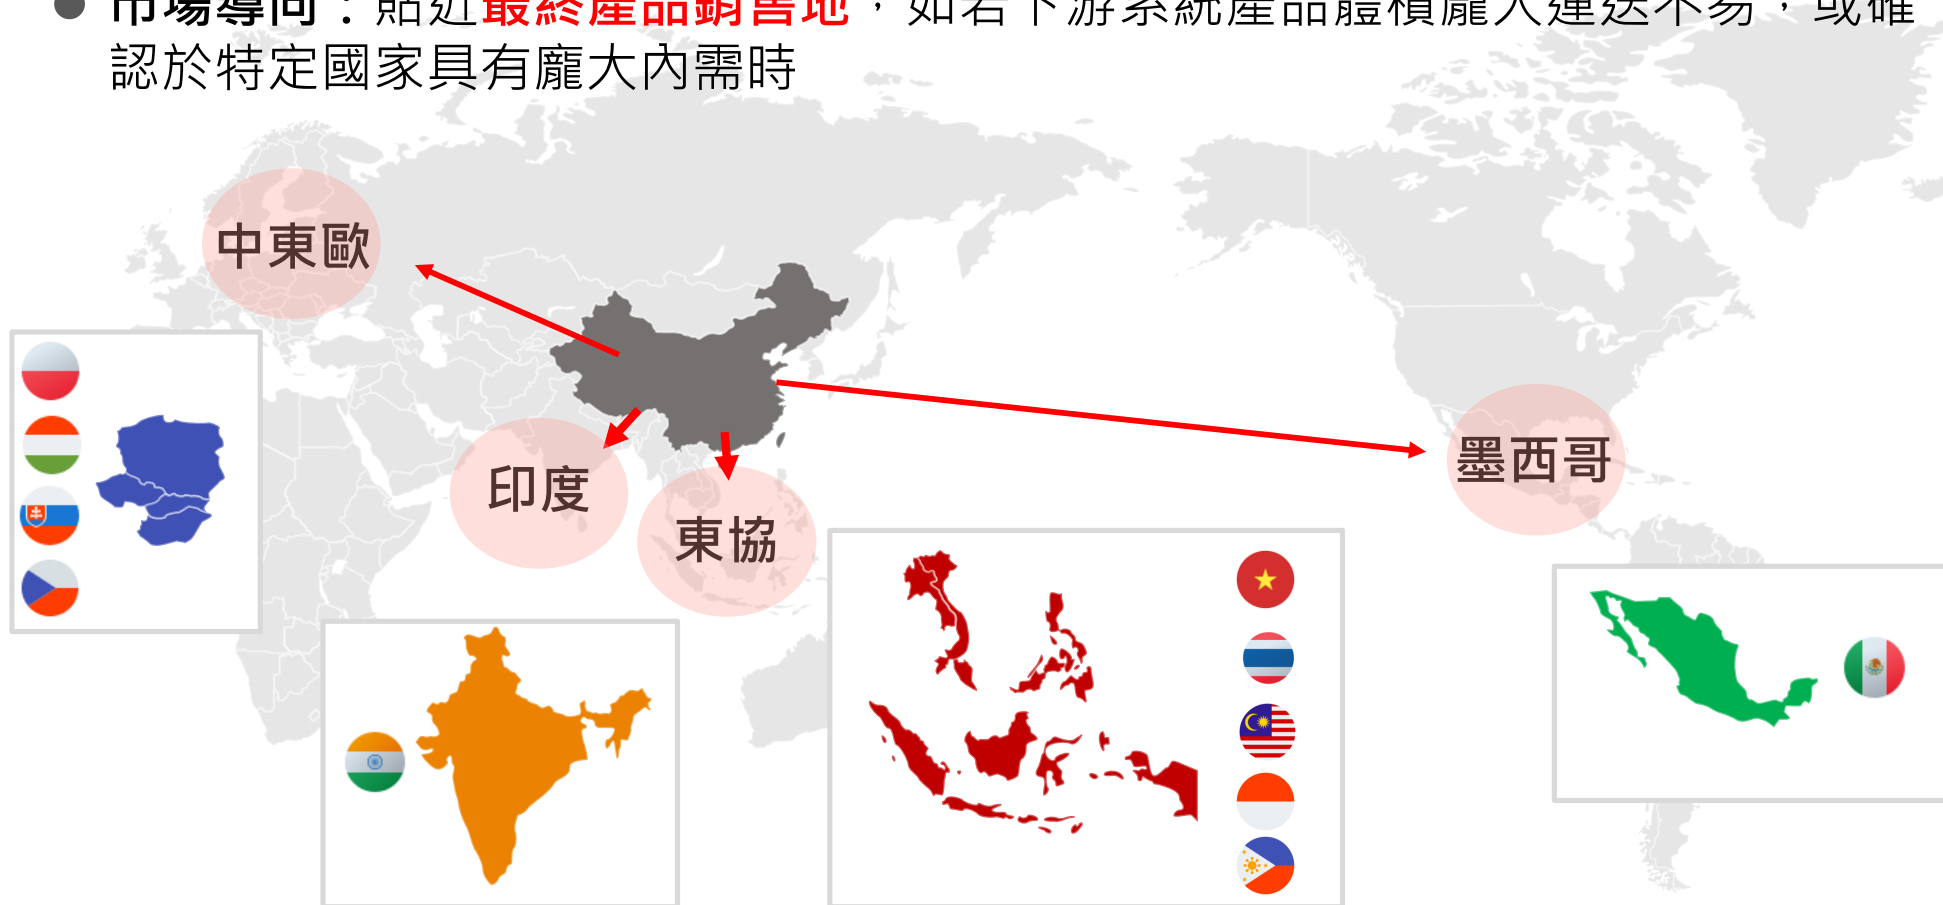 ● 市場導向：貼近最終產品銷售地，如若下游系統產品體積龐大運送不易，或確
認於特定國家具有龐大內需時
中東歐
印度
東協
墨西哥